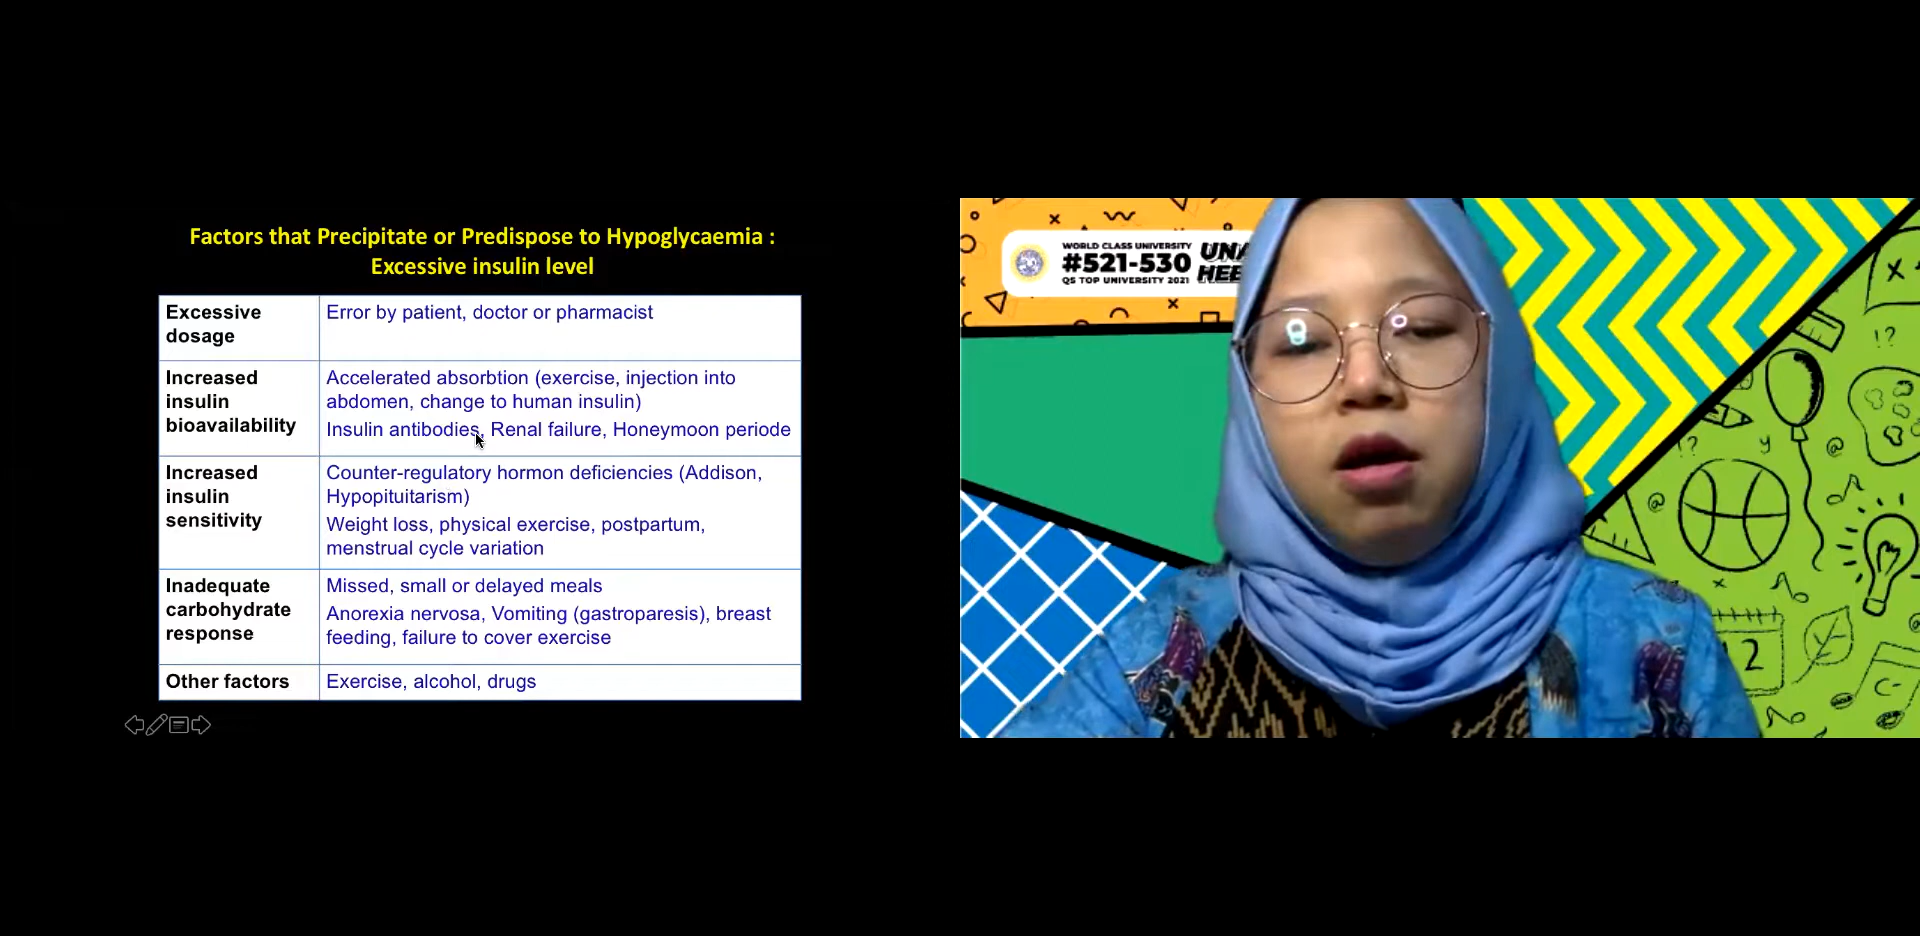 Factors that Precipitate or Predispose to Hypoglycaemia :
Excessive insulin level
Excessive
dosage
Error by patient, doctor or pharmacist
Increased
insulin
bioavailability
Accelerated absorbtion (exercise, injection into
abdomen, change to human insulin)
Insulin antibodies, Renal failure, Honeymoon periode
Increased
insulin
sensitivity
Counter-regulatory hormon deficiencies (Addison,
Hypopituitarism)
Weight loss, physical exercise, postpartum,
menstrual cycle variation
Inadequate
carbohydrate
response
Missed, small or delayed meals
Anorexia nervosa, Vomiting (gastroparesis), breast
feeding, failure to cover exercise
Other factors
Exercise, alcohol, drugs
WORLD CLASS UNIVERSITY
#521-530
QS TOP UNIVERSITY 2021
UNA
HEE
!?
!?
y
@
@
2
C-